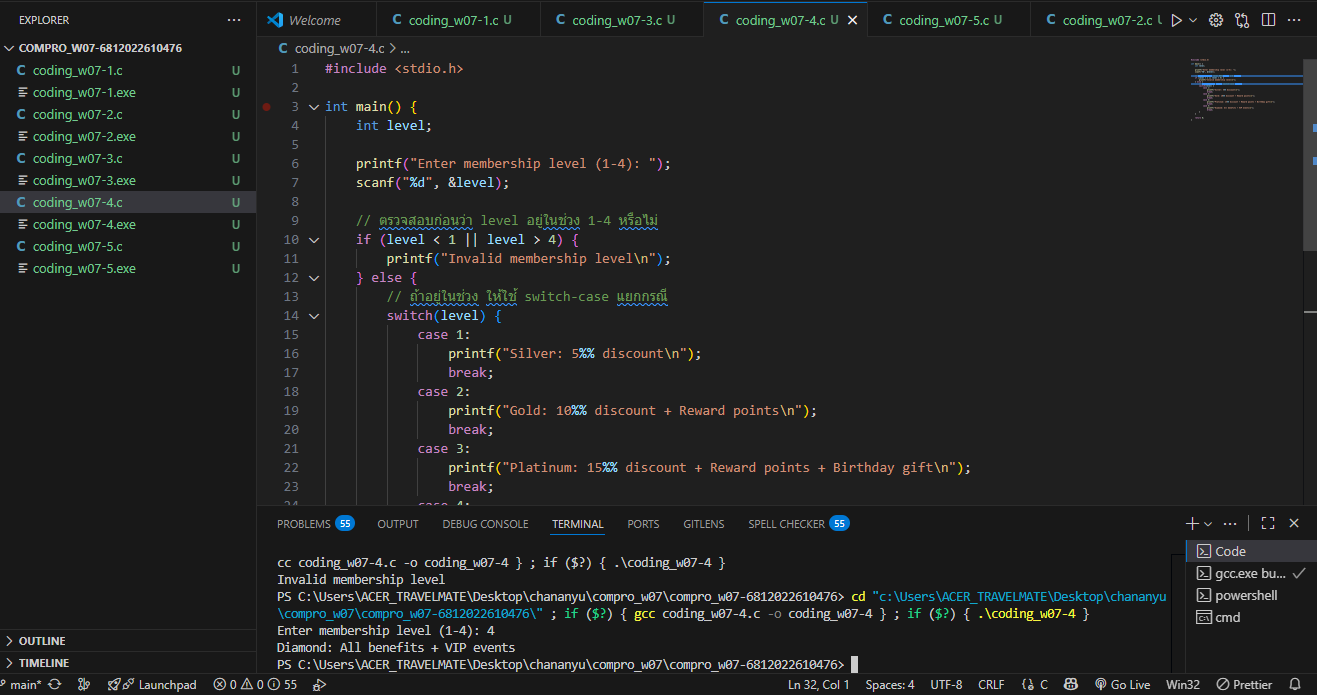 EXPLORER
COMPRO_W07-6812022610476
coding_w07-1.c U
coding_w07-1.exe U
coding_w07-2.c U
coding_w07-2.exe U
coding_w07-3.c U
coding_w07-3.exe U
coding_w07-4.c U
coding_w07-4.exe U
coding_w07-5.c U
coding_w07-5.exe U
OUTLINE
TIMELINE
Welcome C coding_w07-1.c U C coding_w07-3.c U C coding_w07-4.c U C coding_w07-5.c U C coding_w07-2.c
C coding_w07-4.c > ...
1 #include <stdio.h>
2
3 int main() {
4 int level;
5
6 printf("Enter membership level (1-4): ");
7 scanf("%d", &level);
8
9 // ตรวจสอบก่อนว่า level อยู่ในช่วง 1-4 หรือไม่
10 if (level < 1 || level > 4) {
11 printf("Invalid membership level\n");
12 } else {
13 // ถ้าอยู่ในช่วง ให้ใช้ switch-case แยกกรณี
14 switch(level) {
15 case 1:
16 printf("Silver: 5%% discount\n");
17 break;
18 case 2:
19 printf("Gold: 10%% discount + Reward points\n");
20 break;
21 case 3:
22 printf("Platinum: 15%% discount + Reward points + Birthday gift\n");
23 break;
24 case 4:
PROBLEMS 55 OUTPUT DEBUG CONSOLE TERMINAL PORTS GITLENS SPELL CHECKER 55
cc coding_w07-4.c -o coding_w07-4 } ; if ($?) { .\coding_w07-4 }
Invalid membership level
PS C:\Users\ACER_TRAVELMATE\Desktop\chananyu\compro_w07\compro_w07-6812022610476> cd "c:\Users\ACER_TRAVELMATE\Desktop\chananyu
\compro_w07\compro_w07-6812022610476\" ; if ($?) { gcc coding_w07-4.c -o coding_w07-4 } ; if ($?) { .\coding_w07-4 }
Enter membership level (1-4): 4
Diamond: All benefits + VIP events
PS C:\Users\ACER_TRAVELMATE\Desktop\chananyu\compro_w07\compro_w07-6812022610476>
Code
gcc.exe bu...
powershell
cmd
main* Launchpad 0 0 55 Ln 32, Col 1 Spaces: 4 UTF-8 CRLF {} C Go Live Win32 Prettier